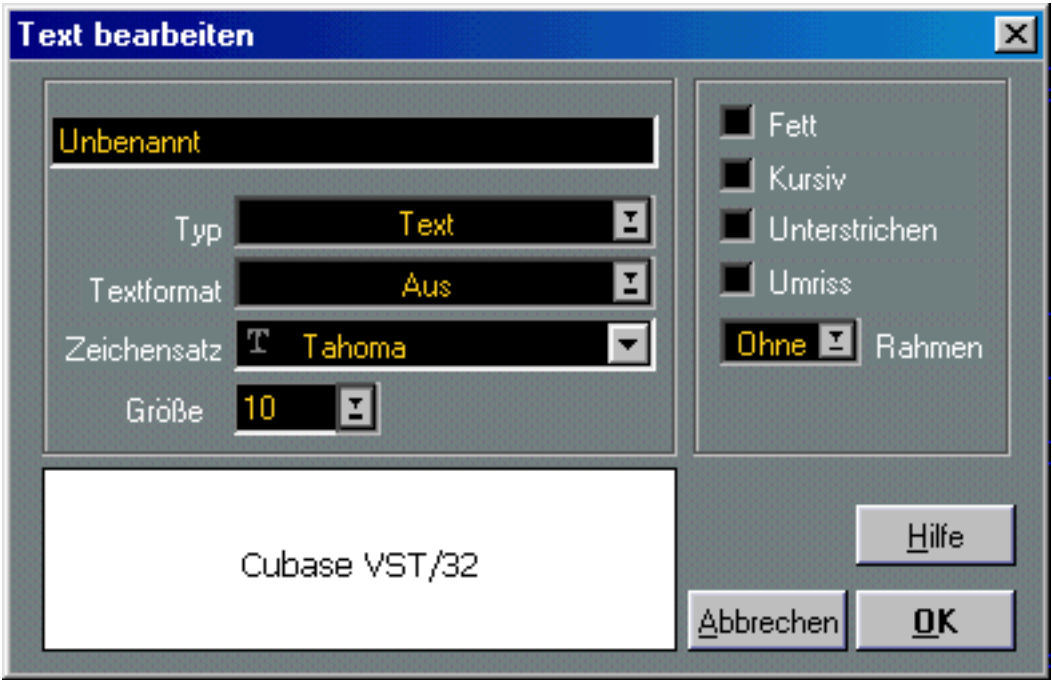 Text bearbeiten
Unbenannt
Typ Text
Textformat Aus
Zeichensatz T Tahoma
Größe 10
Fett
Kursiv
Unterstrichen
Umriss
Ohne Rahmen
Cubase VST/32
Hilfe
Abbrechen OK